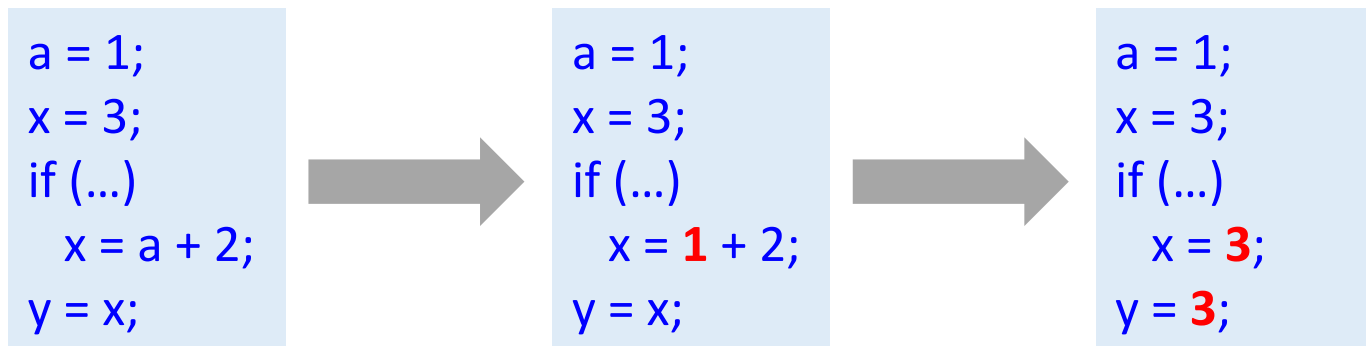 a = 1;
x = 3;
if (…)
x = a + 2;
y = x;
a = 1;
x = 3;
if (…)
x = 1 + 2;
y = x;
a = 1;
x = 3;
if (…)
x = 3;
y = 3;